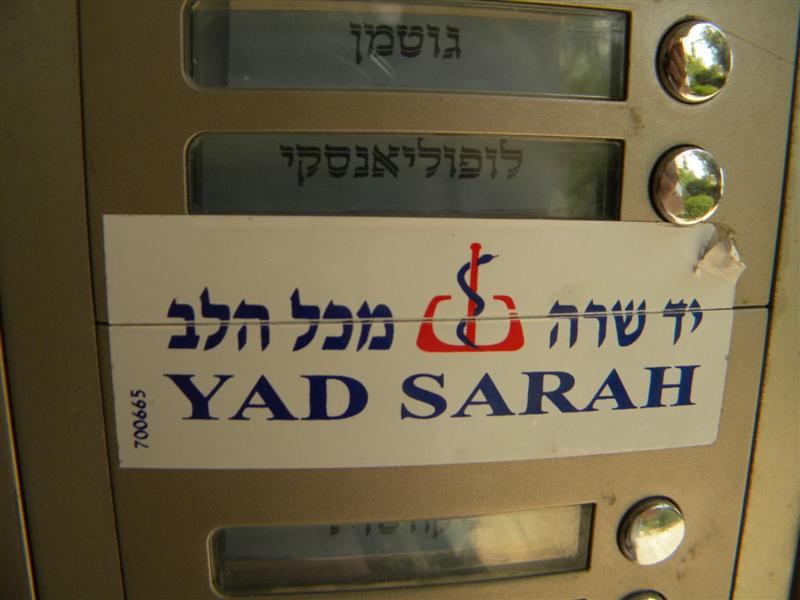 גוטמן
לופוליאנסקי
יד שרה מכל הלב
YAD SARAH
700665